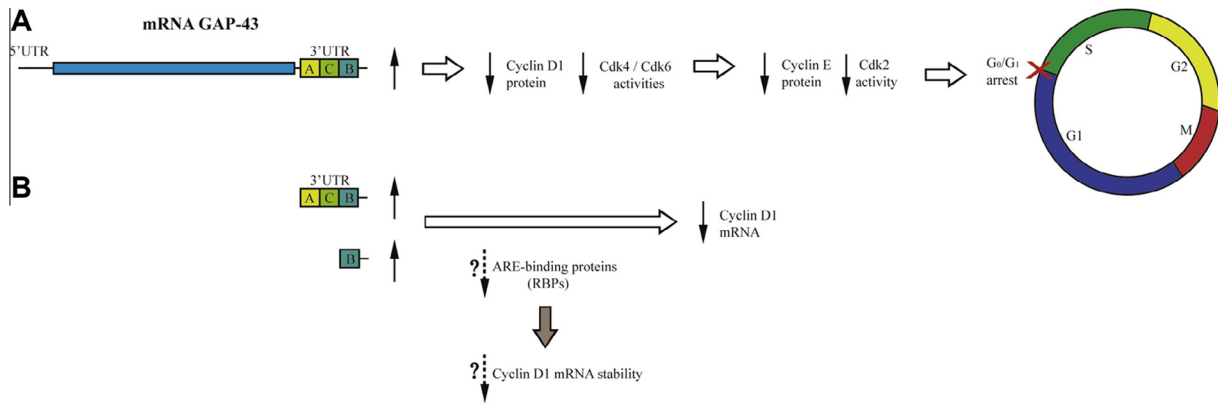 A
mRNA GAP-43
5'UTR
3'UTR
A C B
Cyclin D1
protein
Cdk4 / Cdk6
activities
Cyclin E
protein
Cdk2
activity
G₀/G₁
arrest
S
G2
G1
M
B
3'UTR
A C B
Cyclin D1
mRNA
B
?
ARE-binding proteins
(RBPs)
?
Cyclin D1 mRNA stability